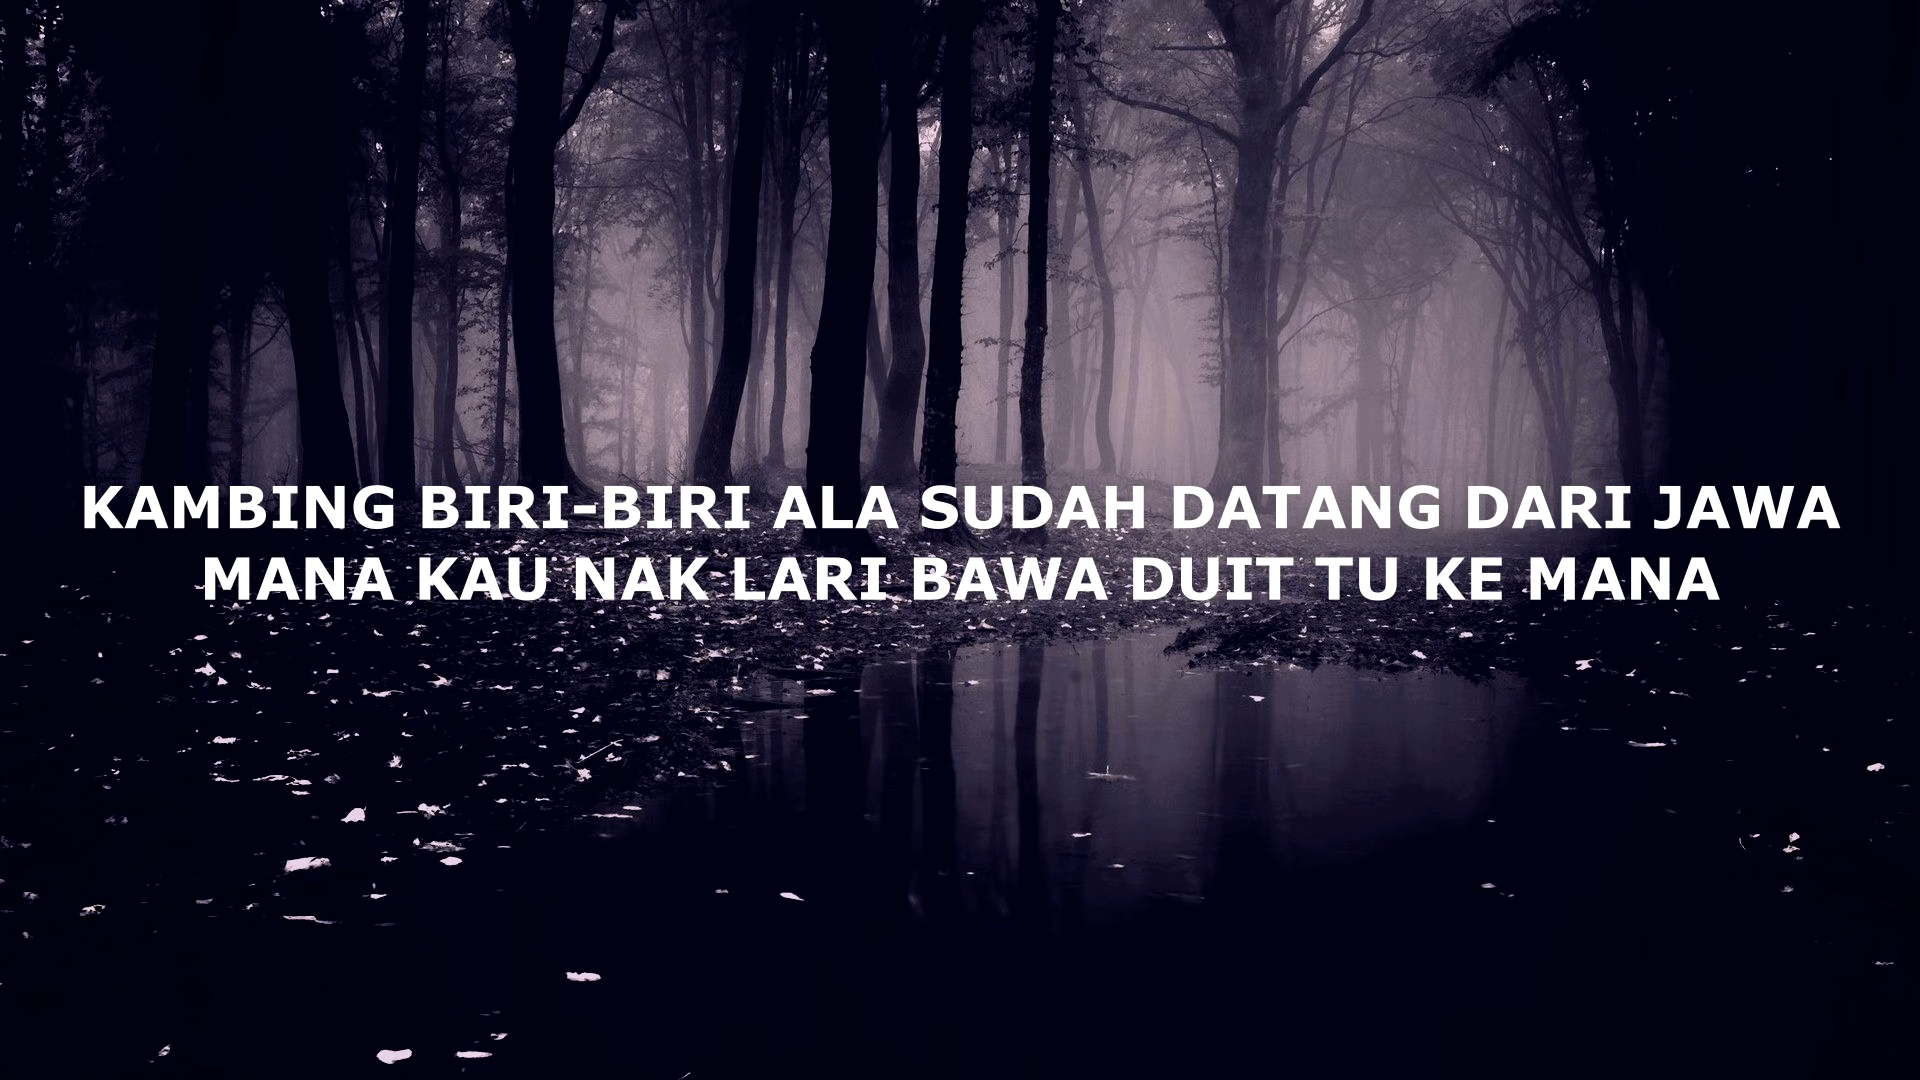 KAMBING BIRI-BIRI ALA SUDAH DATANG DARI JAWA
MANA KAU NAK LARI BAWA DUIT TU KE MANA